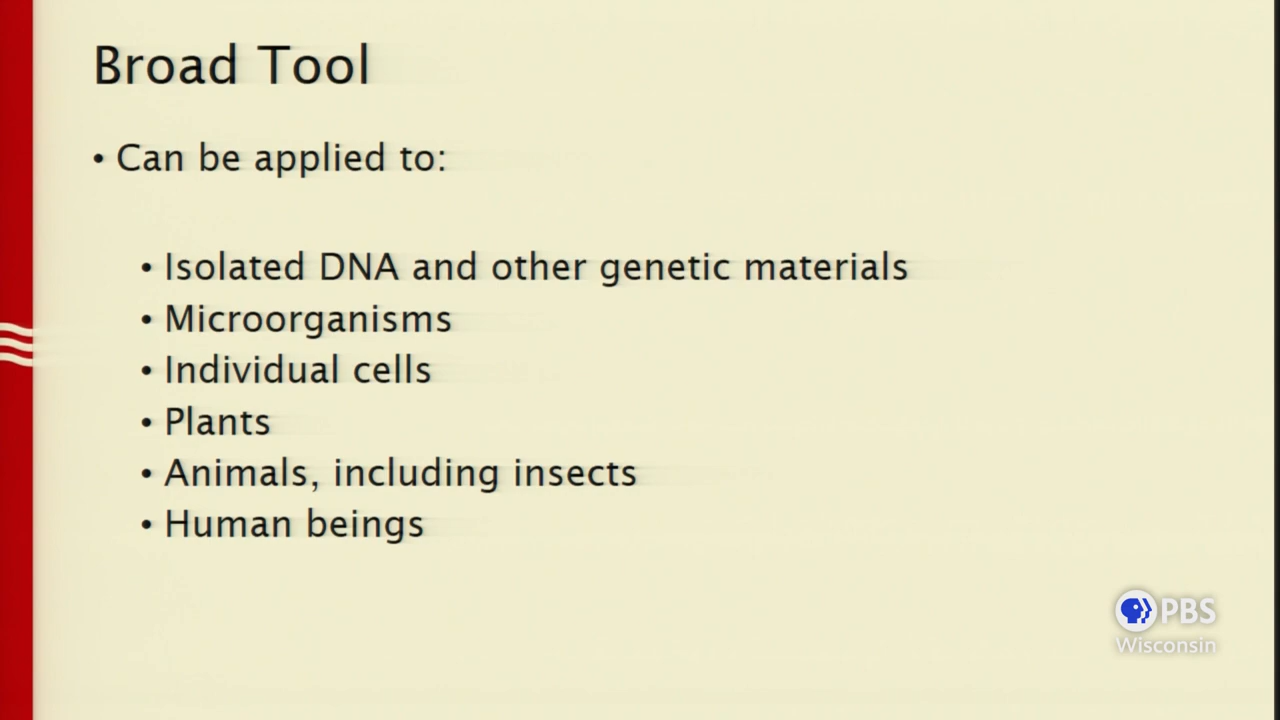 Broad Tool
• Can be applied to:
• Isolated DNA and other genetic materials
• Microorganisms
• Individual cells
• Plants
• Animals, including insects
• Human beings
PBS
Wisconsin